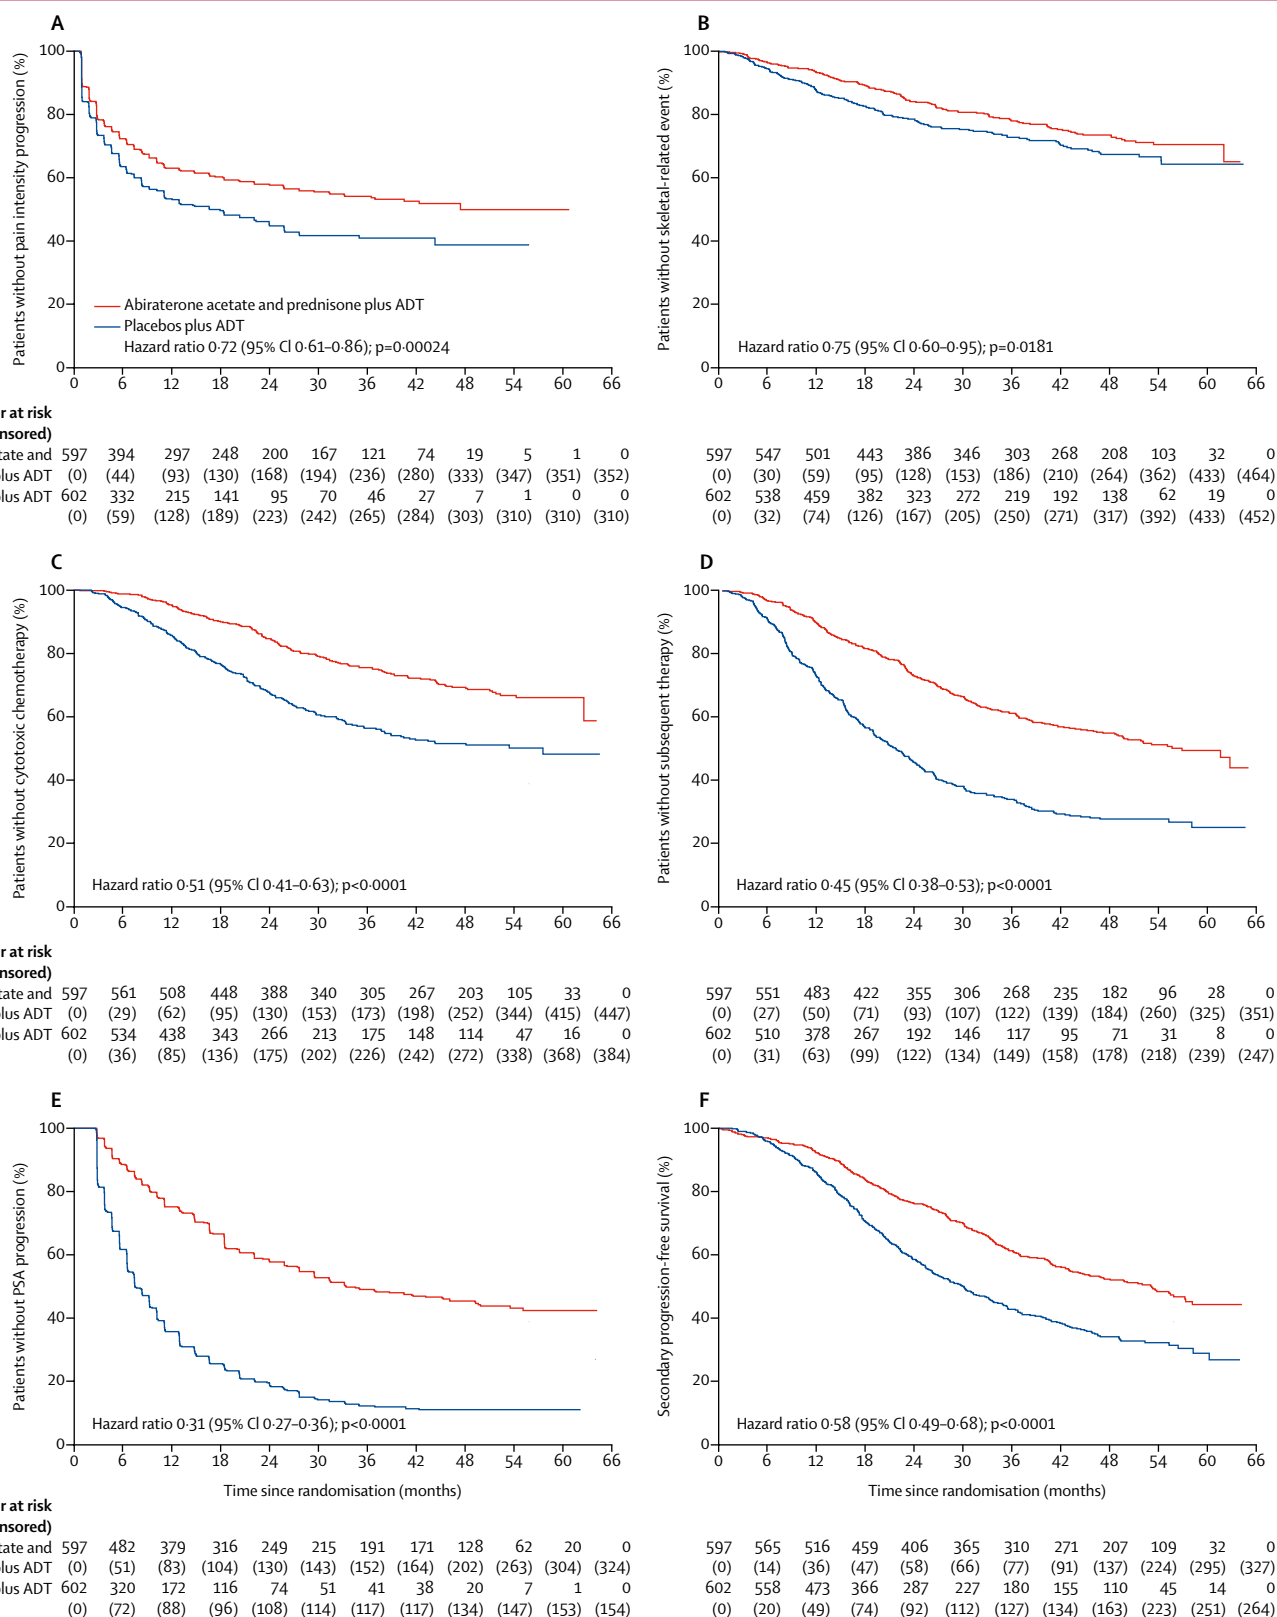 A
Patients without pain intensity progression (%)
100
80
60
40
20
0
Abiraterone acetate and prednisone plus ADT
Placebos plus ADT
Hazard ratio 0·72 (95% Cl 0·61–0·86); p=0·00024
0 6 12 18 24 30 36 42 48 54 60 66
r at risk
nsored)
tate and 597 394 297 248 200 167 121 74 19 5 1 0
plus ADT (0) (44) (93) (130) (168) (194) (236) (280) (333) (347) (351) (352)
plus ADT 602 332 215 141 95 70 46 27 7 1 0 0
(0) (59) (128) (189) (223) (242) (265) (284) (303) (310) (310) (310)
B
Patients without skeletal-related event (%)
100
80
60
40
20
0
Hazard ratio 0·75 (95% Cl 0·60–0·95); p=0·0181
0 6 12 18 24 30 36 42 48 54 60 66
597 547 501 443 386 346 303 268 208 103 32 0
(0) (30) (59) (95) (128) (153) (186) (210) (264) (362) (433) (464)
602 538 459 382 323 272 219 192 138 62 19 0
(0) (32) (74) (126) (167) (205) (250) (271) (317) (392) (433) (452)
C
Patients without cytotoxic chemotherapy (%)
100
80
60
40
20
0
Hazard ratio 0·51 (95% Cl 0·41–0·63); p<0·0001
0 6 12 18 24 30 36 42 48 54 60 66
r at risk
nsored)
tate and 597 561 508 448 388 340 305 267 203 105 33 0
plus ADT (0) (29) (62) (95) (130) (153) (173) (198) (252) (344) (415) (447)
plus ADT 602 534 438 343 266 213 175 148 114 47 16 0
(0) (36) (85) (136) (175) (202) (226) (242) (272) (338) (368) (384)
D
Patients without subsequent therapy (%)
100
80
60
40
20
0
Hazard ratio 0·45 (95% Cl 0·38–0·53); p<0·0001
0 6 12 18 24 30 36 42 48 54 60 66
597 551 483 422 355 306 268 235 182 96 28 0
(0) (27) (50) (71) (93) (107) (122) (139) (184) (260) (325) (351)
602 510 378 267 192 146 117 95 71 31 8 0
(0) (31) (63) (99) (122) (134) (149) (158) (178) (218) (239) (247)
E
Patients without PSA progression (%)
100
80
60
40
20
0
Hazard ratio 0·31 (95% Cl 0·27–0·36); p<0·0001
0 6 12 18 24 30 36 42 48 54 60 66
Time since randomisation (months)
r at risk
nsored)
tate and 597 482 379 316 249 215 191 171 128 62 20 0
plus ADT (0) (51) (83) (104) (130) (143) (152) (164) (202) (263) (304) (324)
plus ADT 602 320 172 116 74 51 41 38 20 7 1 0
(0) (72) (88) (96) (108) (114) (117) (117) (134) (147) (153) (154)
F
Secondary progression-free survival (%)
100
80
60
40
20
0
Hazard ratio 0·58 (95% Cl 0·49–0·68); p<0·0001
0 6 12 18 24 30 36 42 48 54 60 66
Time since randomisation (months)
597 565 516 459 406 365 310 271 207 109 32 0
(0) (14) (36) (47) (58) (66) (77) (91) (137) (224) (295) (327)
602 558 473 366 287 227 180 155 110 45 14 0
(0) (20) (49) (74) (92) (112) (127) (134) (163) (223) (251) (264)